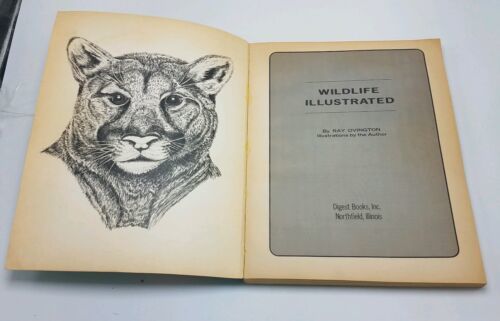 WILDLIFE
ILLUSTRATED
By RAY OVINGTON
Illustrations by the Author
Digest Books, Inc.
Northfield, Illinois